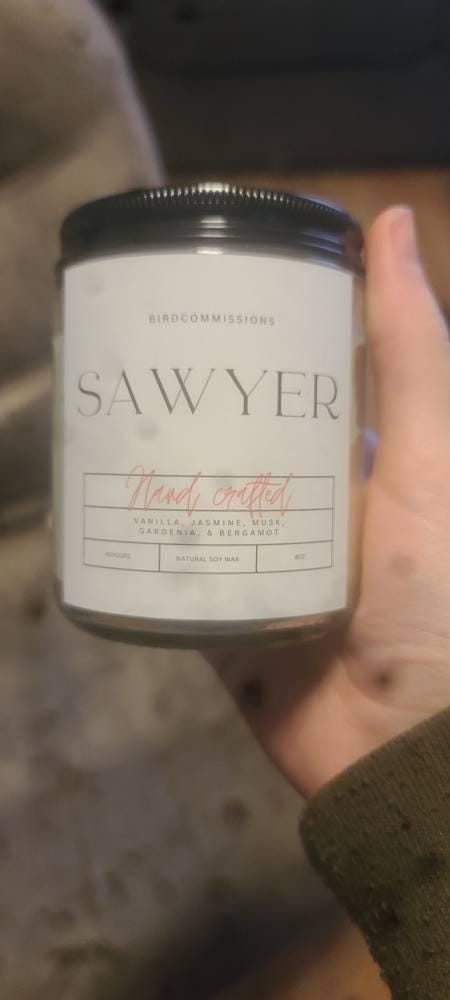 BIRDCOMMISSIONS
SAWYER
Hand crafted
VANILLA, JASMINE, MUSK,
GARDENIA, & BERGAMOT
NATURAL SOY WAX
8OZ